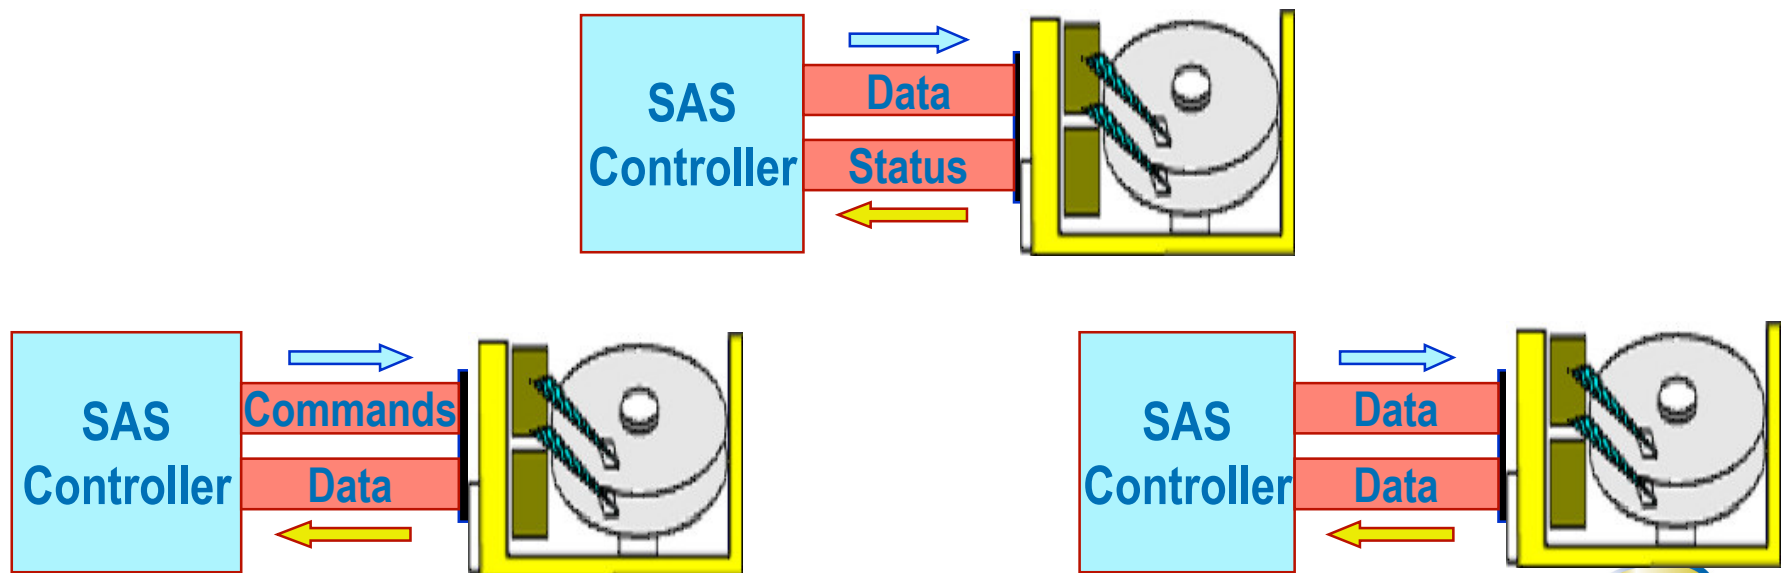 SAS
Controller
Data
Status
SAS
Controller
Commands
Data
SAS
Controller
Data
Data